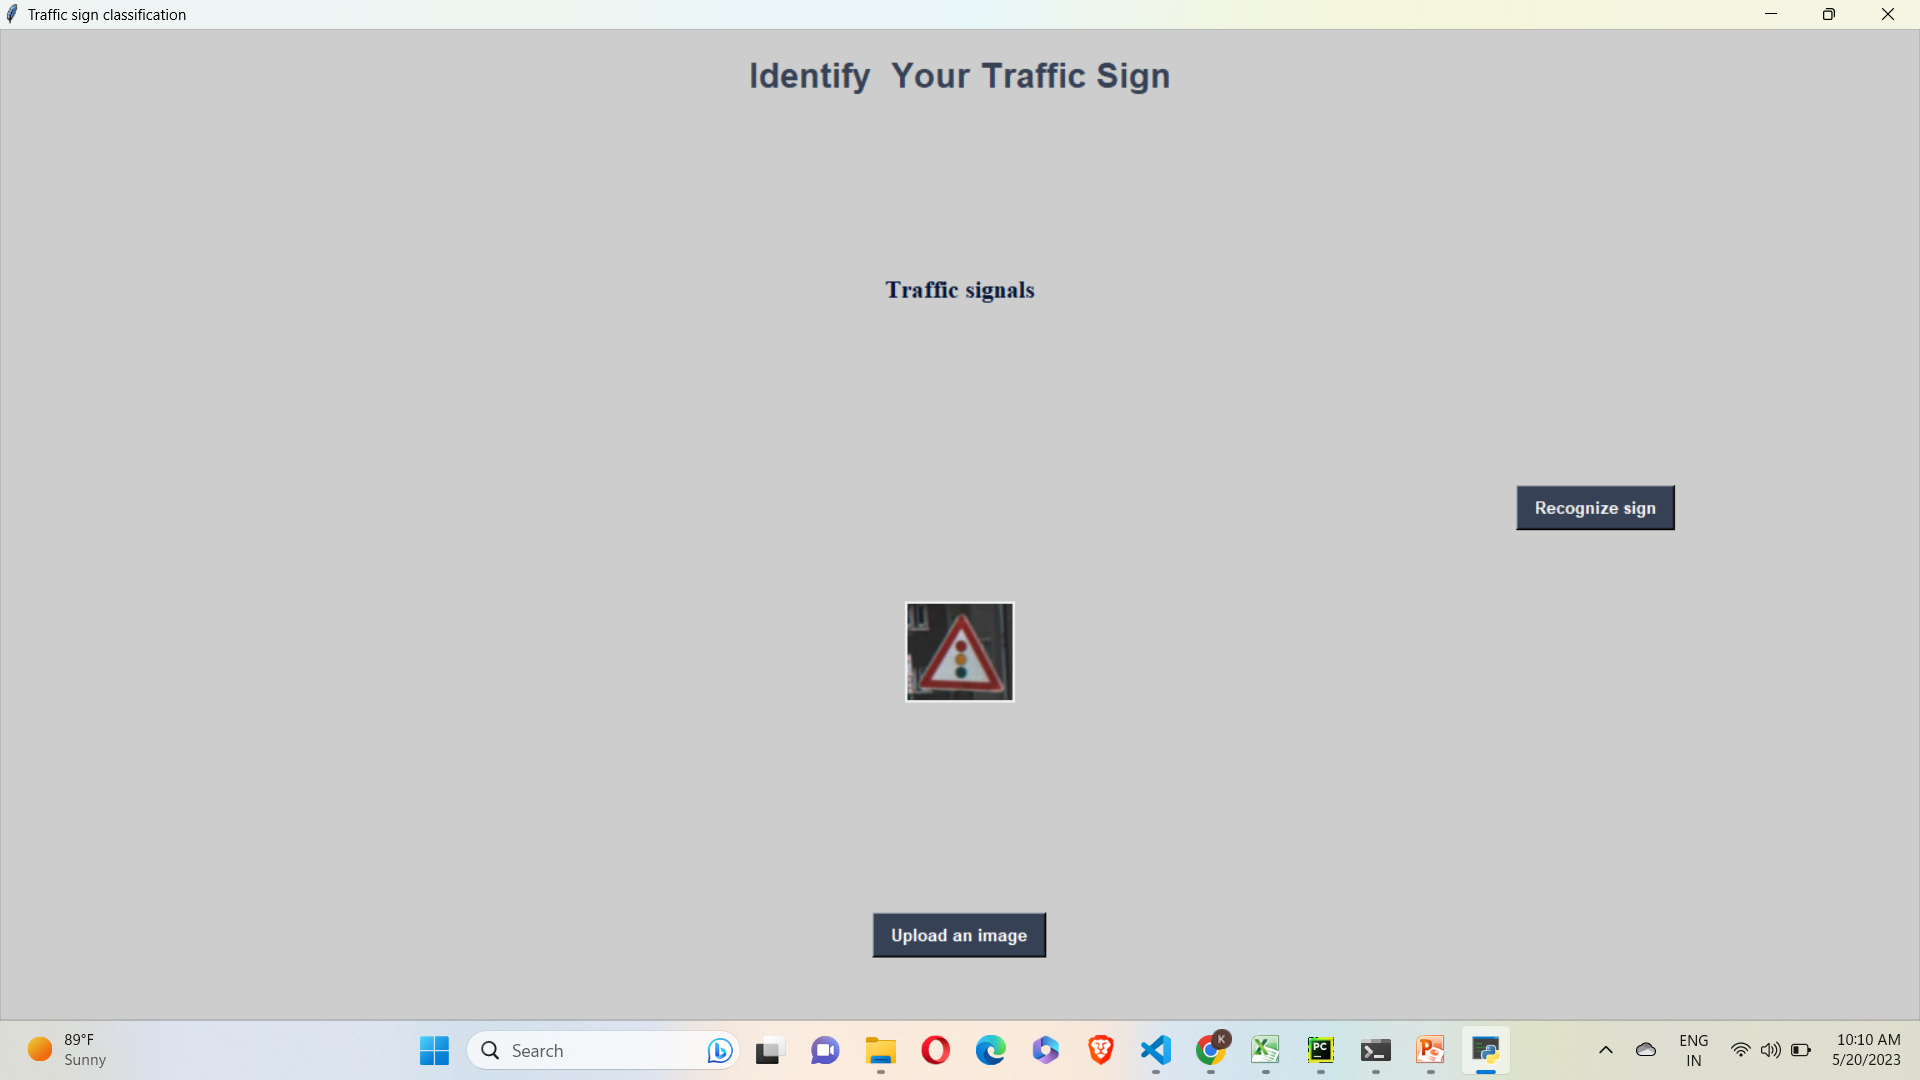 Traffic sign classification
Identify  Your Traffic Sign
Traffic signals
Recognize sign
Upload an image
89°F
Sunny
Search
K
PC
ENG
IN
10:10 AM
5/20/2023